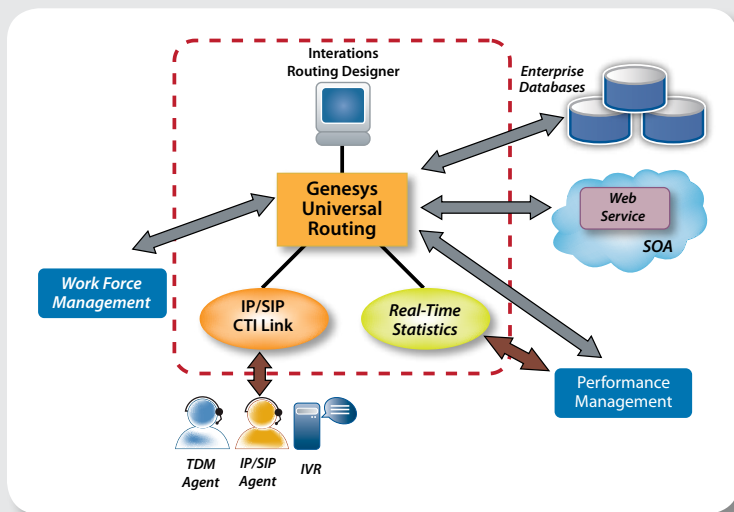 Interations
Routing Designer
Enterprise
Databases
Genesys
Universal
Routing
Web
Service
SOA
Work Force
Management
IP/SIP
CTI Link
Real-Time
Statistics
Performance
Management
TDM
Agent
IP/SIP
Agent
IVR